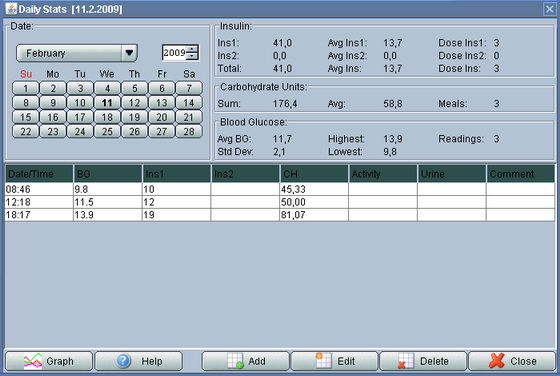 Daily Stats [11.2.2009]
Date:
February 2009
Su Mo Tu We Th Fr Sa
1 2 3 4 5 6 7
8 9 10 11 12 13 14
15 16 17 18 19 20 21
22 23 24 25 26 27 28
Insulin:
Ins1: 41,0 Avg Ins1: 13,7 Dose Ins1: 3
Ins2: 0,0 Avg Ins2: 0,0 Dose Ins2: 0
Total: 41,0 Avg Ins: 13,7 Dose Ins: 3
Carbohydrate Units:
Sum: 176,4 Avg: 58,8 Meals: 3
Blood Glucose:
Avg BG: 11,7 Highest: 13,9 Readings: 3
Std Dev: 2,1 Lowest: 9,8
Date/Time BG Ins1 Ins2 CH Activity Urine Comment
08:46 9.8 10 45,33
12:18 11.5 12 50,00
18:17 13.9 19 81,07
Graph Help Add Edit Delete Close